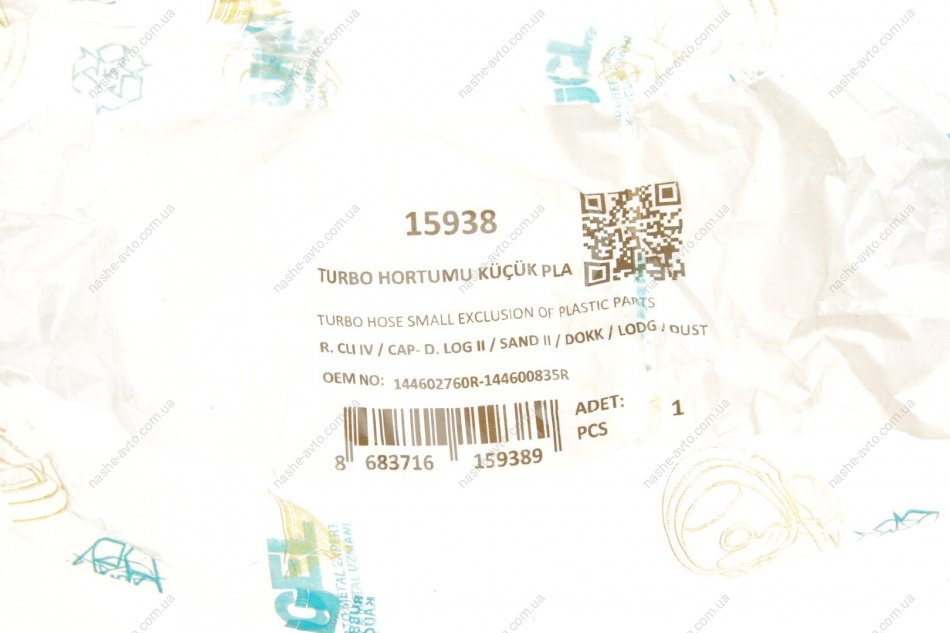 15938
TURBO HORTUMU KÜÇÜK PLA
TURBO HOSE SMALL EXCLUSION OF PLASTIC PARTS
R. CLI IV / CAP- D. LOG II / SAND II / DOKK / LODG / DUST
OEM NO: 144602760R-144600835R
ADET: 1
PCS
8 683716 159389
nashe-avto.com.ua